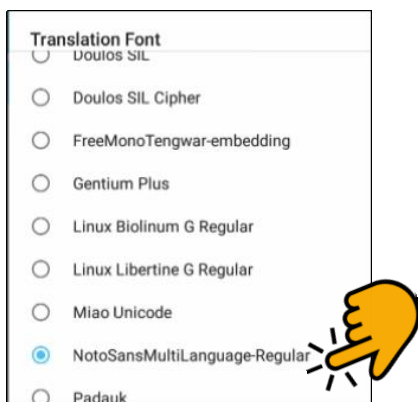 Translation Font
Doulos SIL
Doulos SIL Cipher
FreeMonoTengwar-embedding
Gentium Plus
Linux Biolinum G Regular
Linux Libertine G Regular
Miao Unicode
NotoSansMultiLanguage-Regular
Padauk